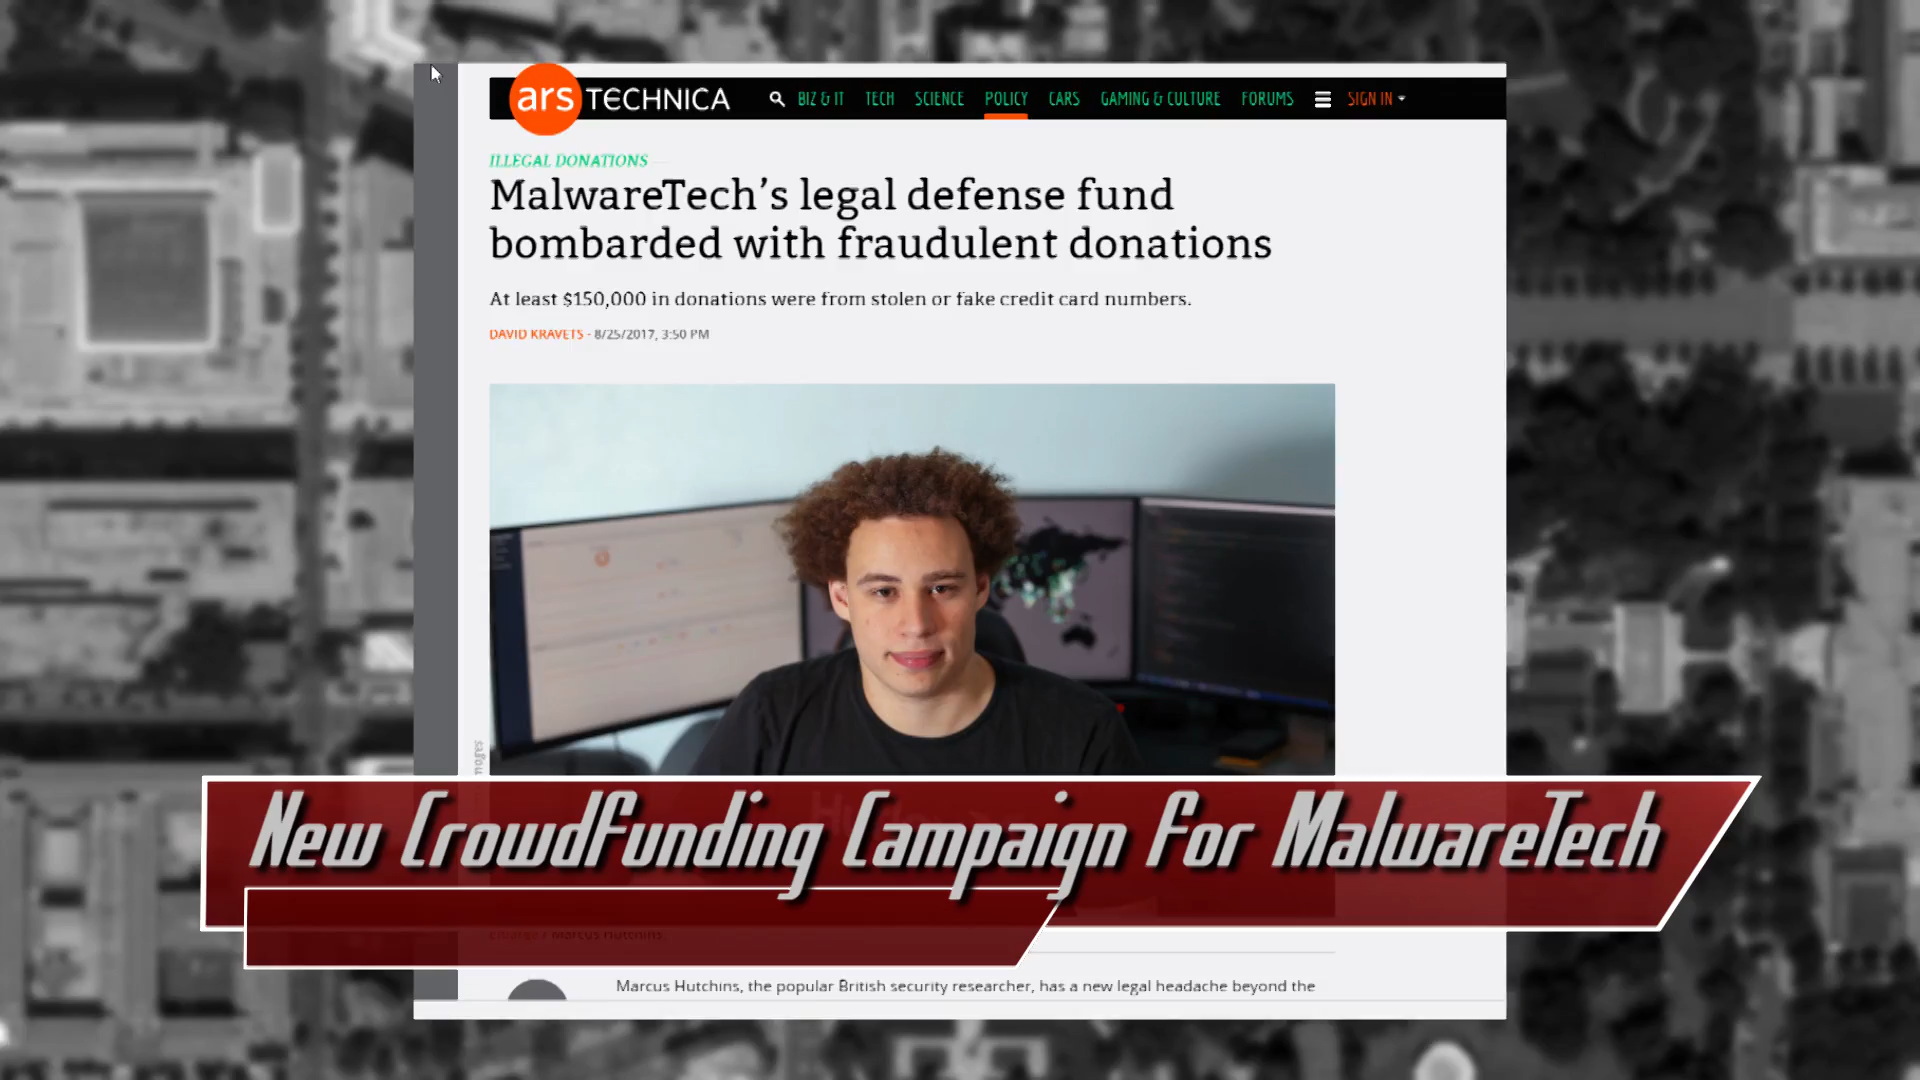 ars TECHNICA
BIZ & IT TECH SCIENCE POLICY CARS GAMING & CULTURE FORUMS SIGN IN
ILLEGAL DONATIONS
MalwareTech’s legal defense fund
bombarded with fraudulent donations
At least $150,000 in donations were from stolen or fake credit card numbers.
DAVID KRAVETS - 8/25/2017, 3:50 PM
New CrowdFunding Campaign For MalwareTech
Enlarge / Marcus Hutchins.
Marcus Hutchins, the popular British security researcher, has a new legal headache beyond the